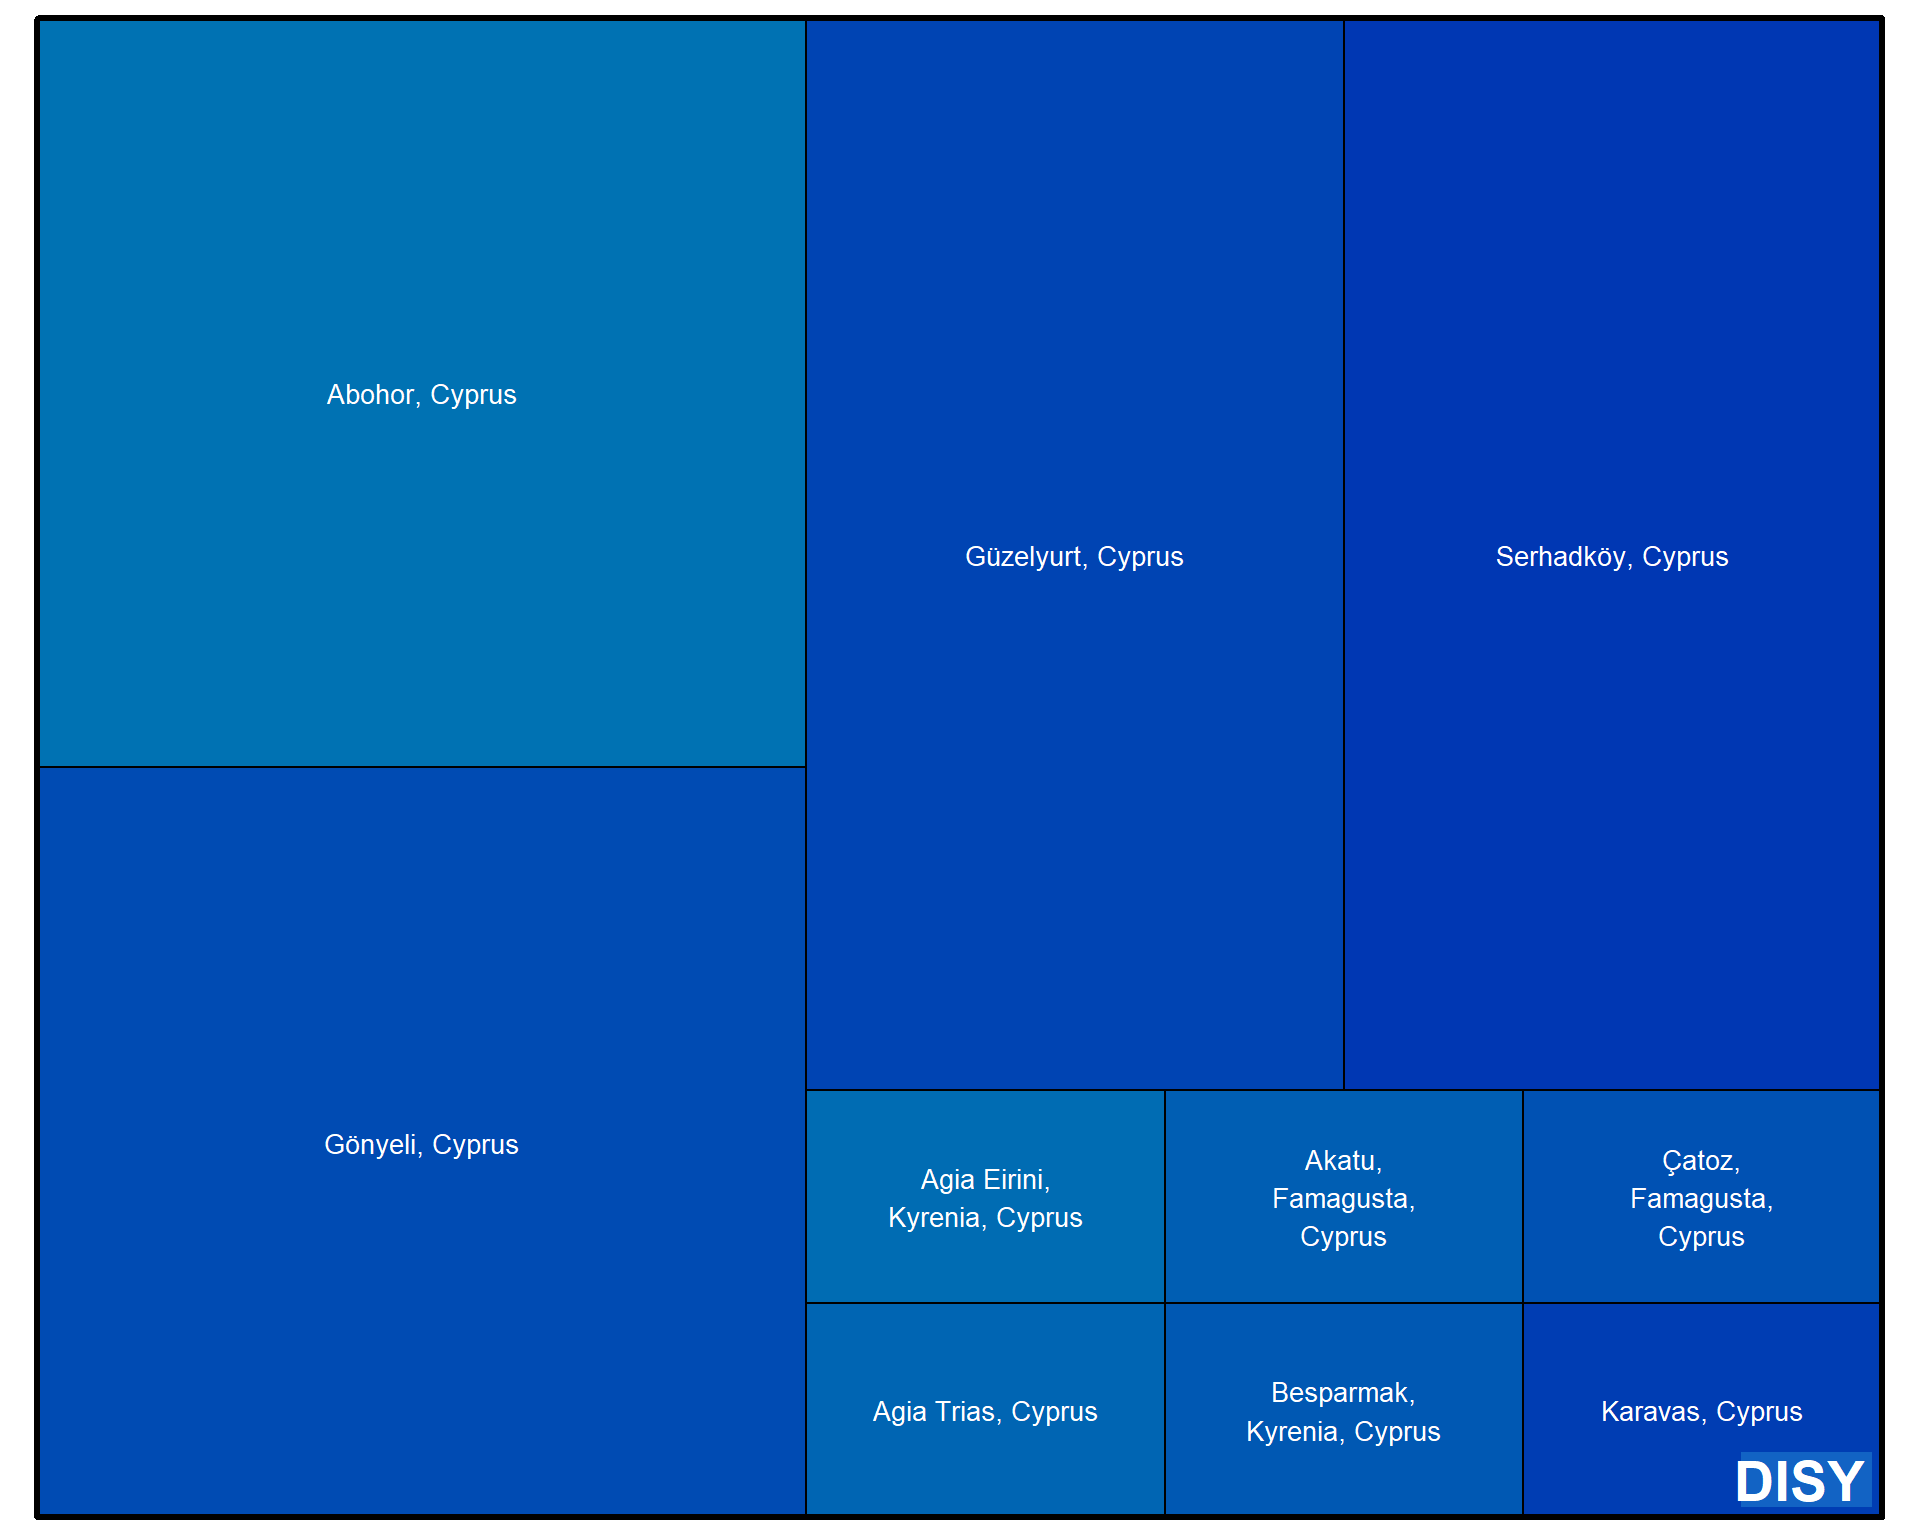 Abohor, Cyprus
Güzelyurt, Cyprus
Serhadköy, Cyprus
Gönyeli, Cyprus
Agia Eirini,
Kyrenia, Cyprus
Akatu,
Famagusta,
Cyprus
Çatoz,
Famagusta,
Cyprus
Agia Trias, Cyprus
Besparmak,
Kyrenia, Cyprus
Karavas, Cyprus
DISY